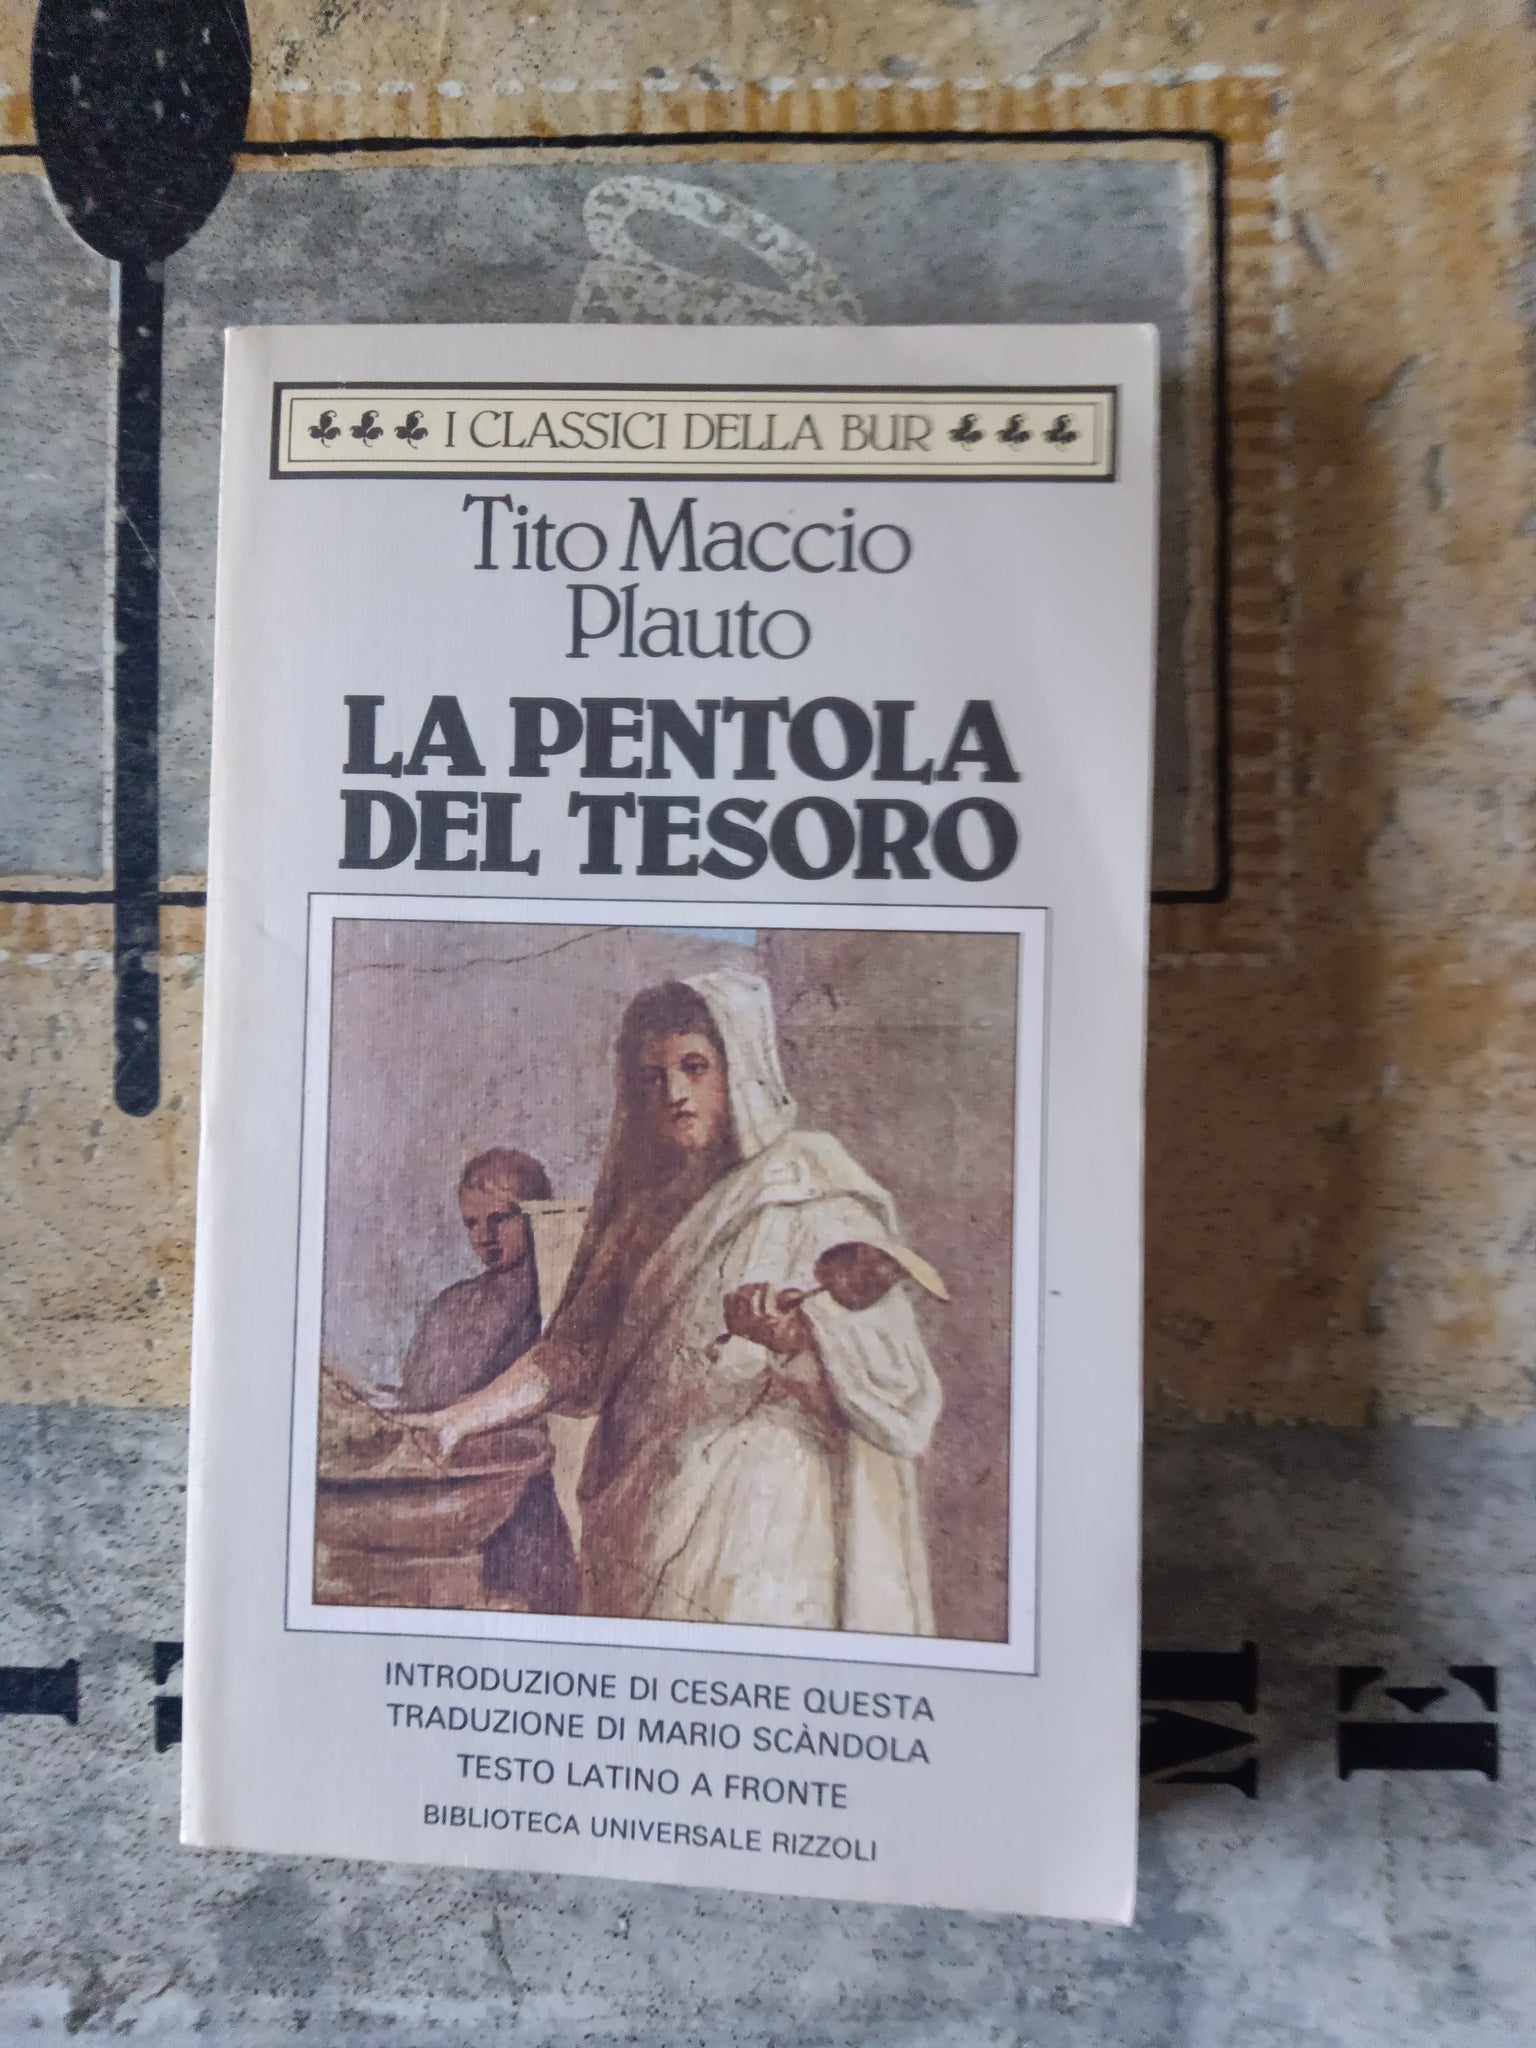 I CLASSICI DELLA BUR
Tito Maccio
Plauto
LA PENTOLA
DEL TESORO
INTRODUZIONE DI CESARE QUESTA
TRADUZIONE DI MARIO SCÀNDOLA
TESTO LATINO A FRONTE
BIBLIOTECA UNIVERSALE RIZZOLI